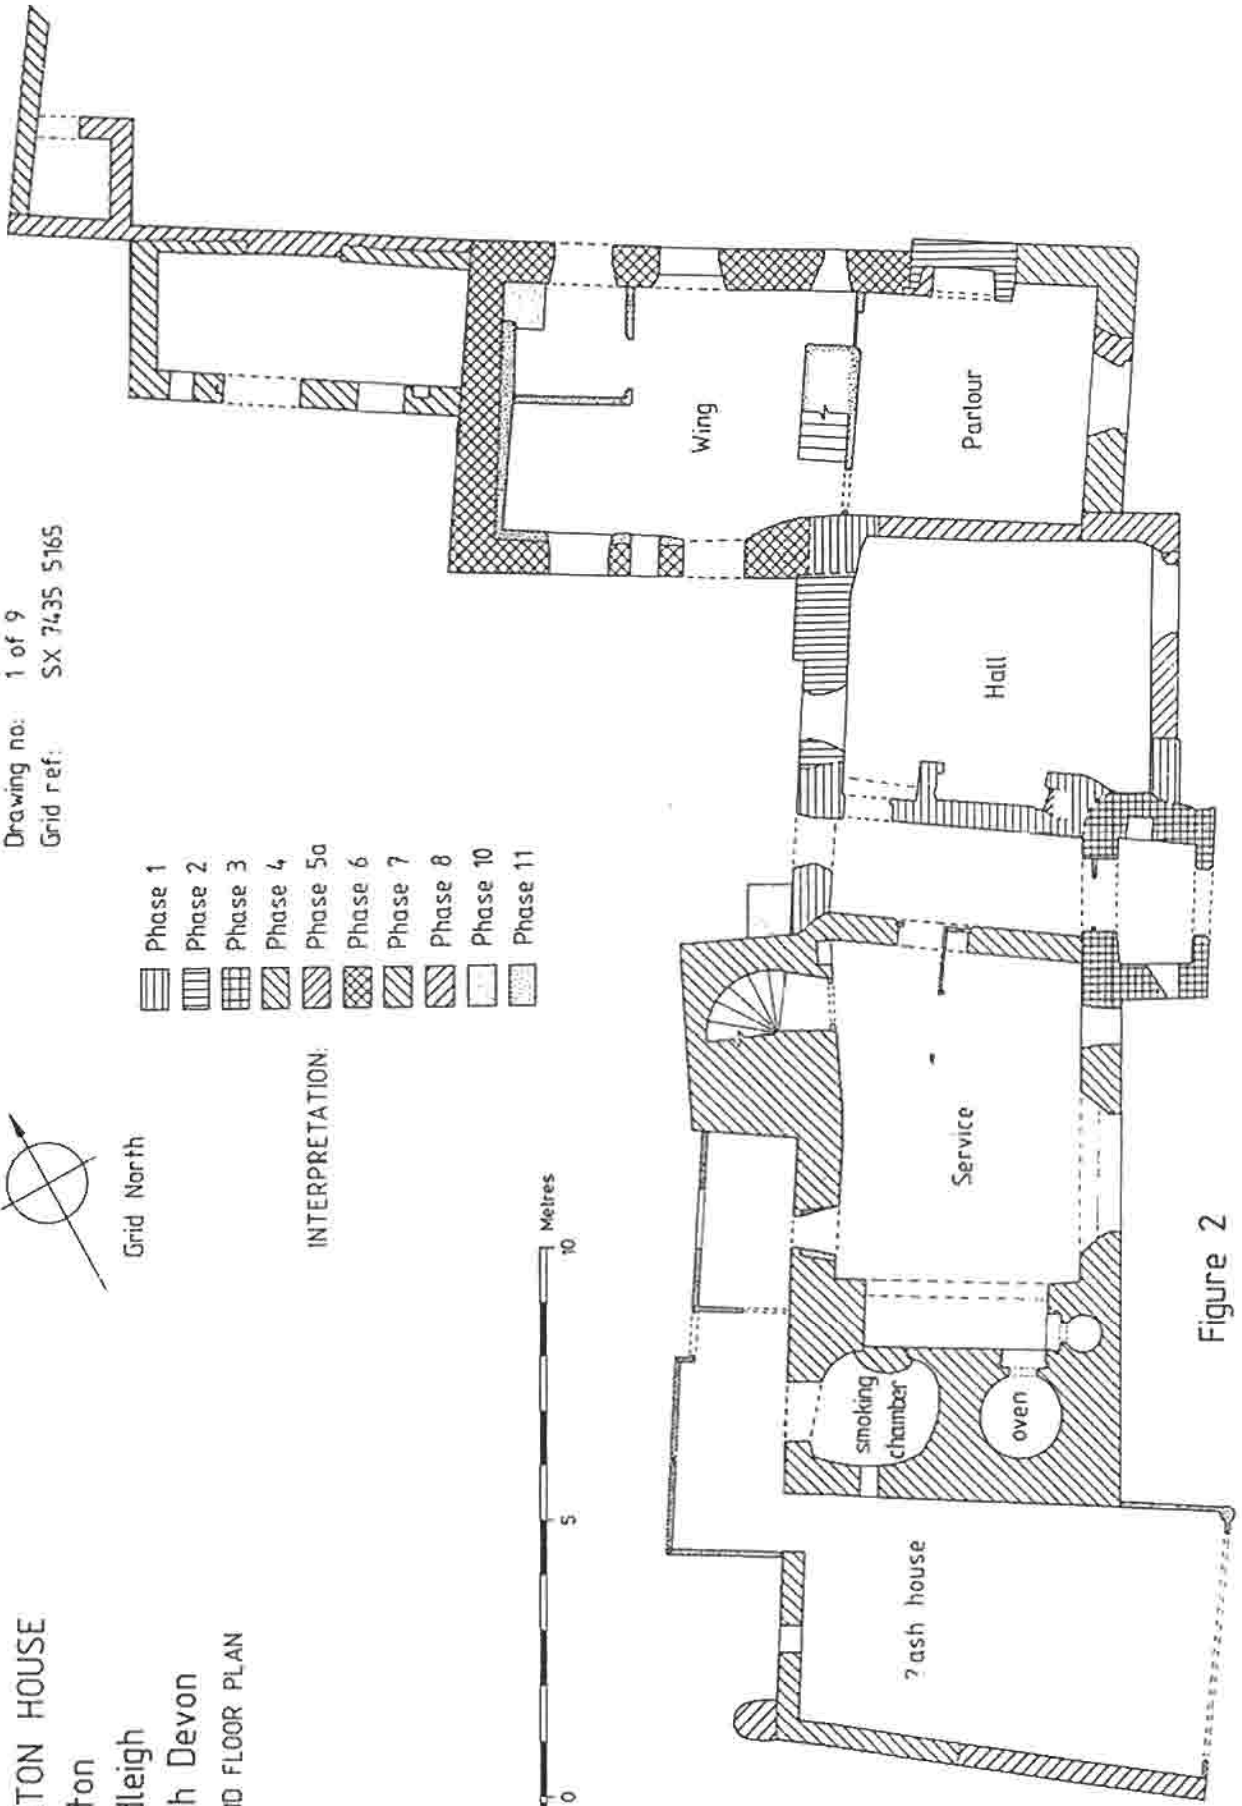 TON HOUSE
ton
lleigh
h Devon
ID FLOOR PLAN
Drawing no: 1 of 9
Grid ref: SX 7435 5165
Grid North
INTERPRETATION:
Phase 1
Phase 2
Phase 3
Phase 4
Phase 5a
Phase 6
Phase 7
Phase 8
Phase 10
Phase 11
0
5
10
Metres
Wing
Parlour
Hall
Service
smoking
chamber
oven
?ash house
Figure 2